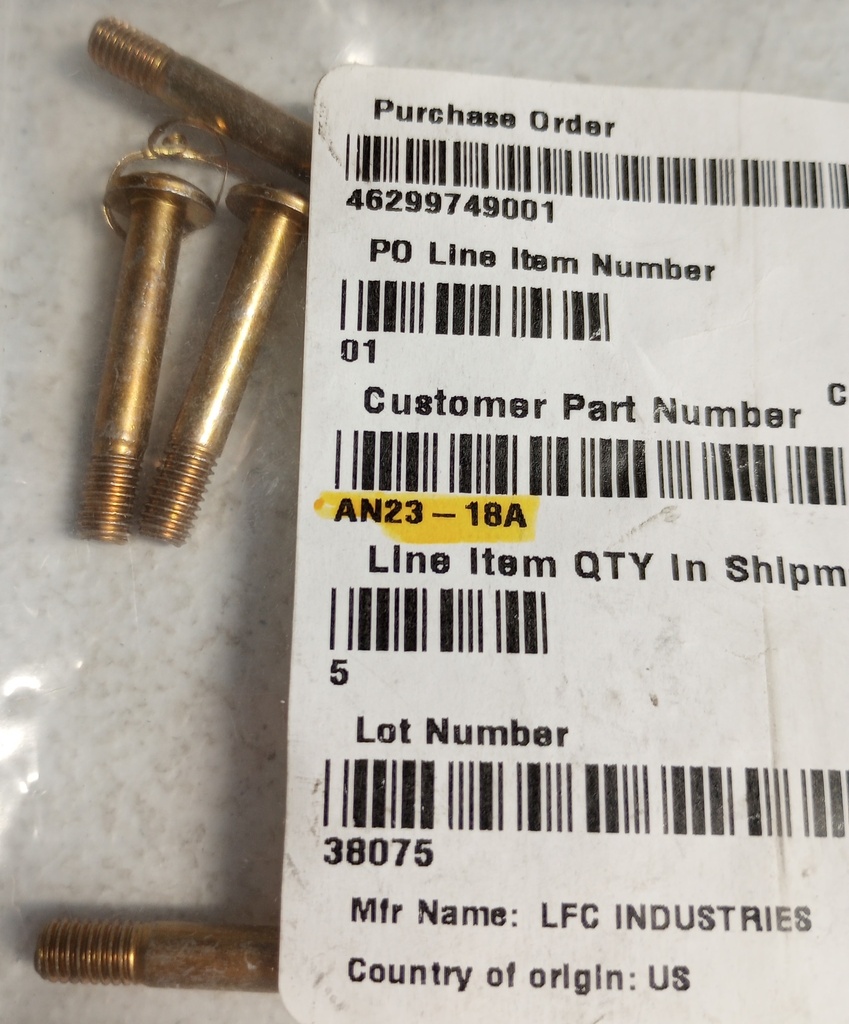 Purchase Order
46299749001
PO Line Item Number
01
Customer Part Number
C
AN23-18A
Line Item QTY In Shipm
5
Lot Number
38075
Mfr Name: LFC INDUSTRIES
Country of origin: US